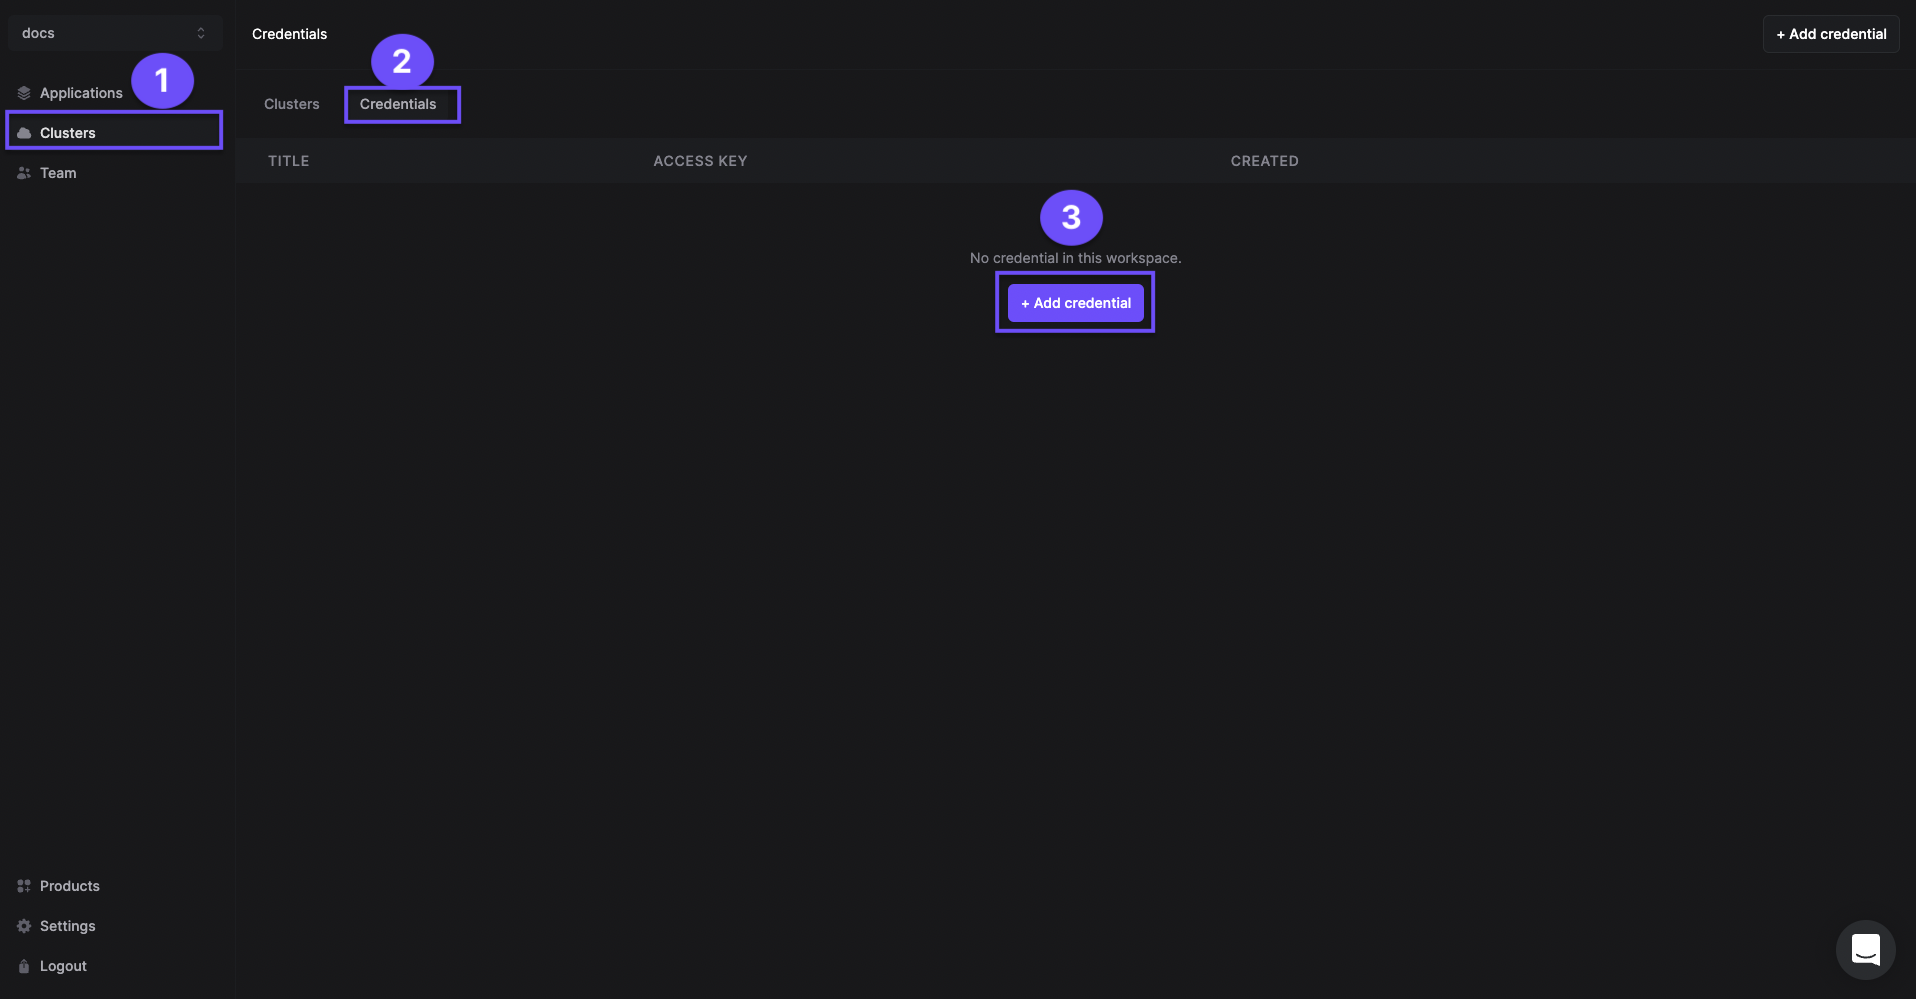 docs
Applications
1
Clusters
Team
Products
Settings
Logout
Credentials
+ Add credential
2
Clusters
Credentials
TITLE
ACCESS KEY
CREATED
3
No credential in this workspace.
+ Add credential